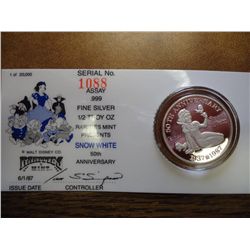 1 of 20,000
SERIAL No.
1088
ASSAY
.999
FINE SILVER
1/2 TROY OZ
RARITIES MINT
PRESENTS
SNOW WHITE
50th
ANNIVERSARY
© WALT DISNEY CO.
RARITIES
MINT
6/1/87
ISSUE DATE
CONTROLLER
50TH ANNIVERSARY
1937 1987